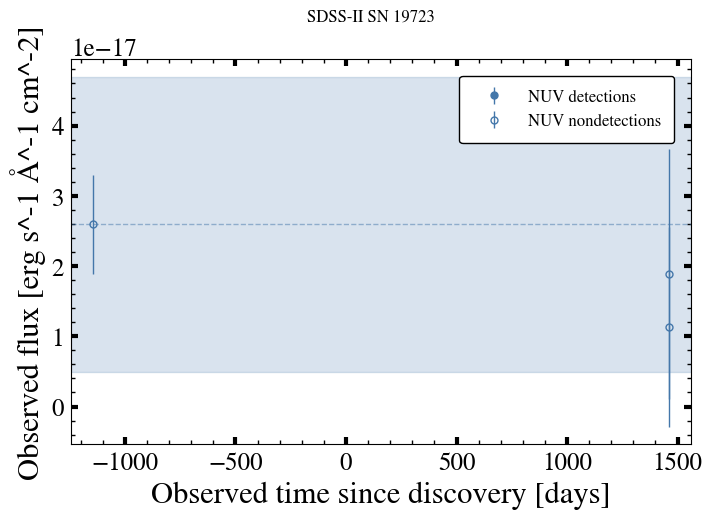 SDSS-II SN 19723
1e−17
NUV detections
NUV nondetections
4
3
2
1
0
Observed flux [erg s^-1 Å^-1 cm^-2]
−1000 −500 0 500 1000 1500
Observed time since discovery [days]